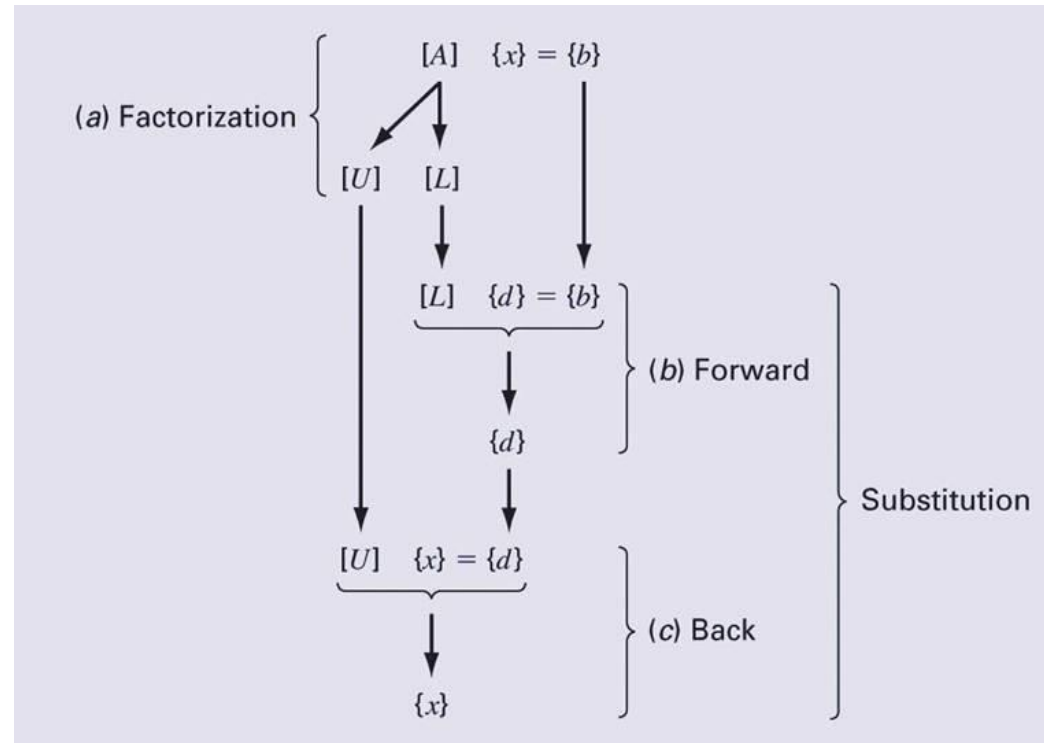 [A] {x} = {b}
(a) Factorization
[U] [L]
[L] {d} = {b}
(b) Forward
{d}
Substitution
[U] {x} = {d}
(c) Back
{x}